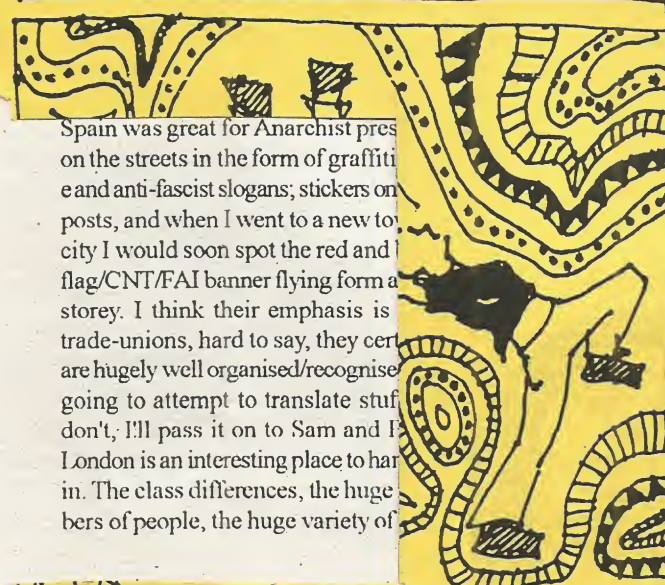 Spain was great for Anarchist pres
on the streets in the form of graffiti
e and anti-fascist slogans; stickers on
posts, and when I went to a new to
city I would soon spot the red and
flag/CNT/FAI banner flying form a
storey. I think their emphasis is
trade-unions, hard to say, they cert
are hugely well organised/recognise
going to attempt to translate stuf
don't, I'll pass it on to Sam and
London is an interesting place to han
in. The class differences, the huge
bers of people, the huge variety of